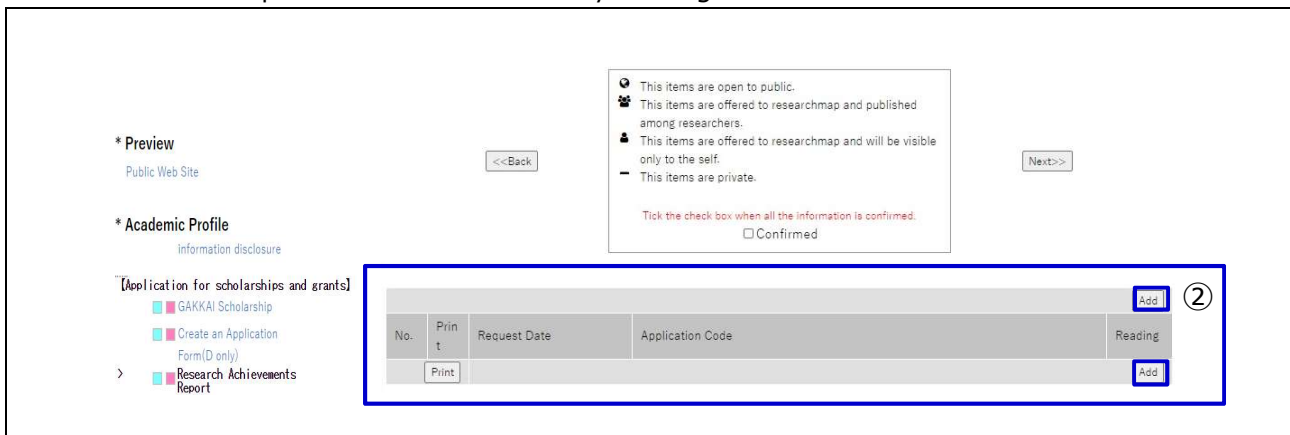 This items are open to public.
This items are offered to researchmap and published
among researchers.
This items are offered to researchmap and will be visible
only to the self.
This items are private.
Tick the check box when all the information is confirmed.
Confirmed
<<Back
Next>>
* Preview
Public Web Site
* Academic Profile
information disclosure
【Application for scholarships and grants】
GAKKAI Scholarship
Create an Application
Form(D only)
> Research Achievements
Report
Add ②
No. Prin
t Request Date Application Code Reading
Print Add